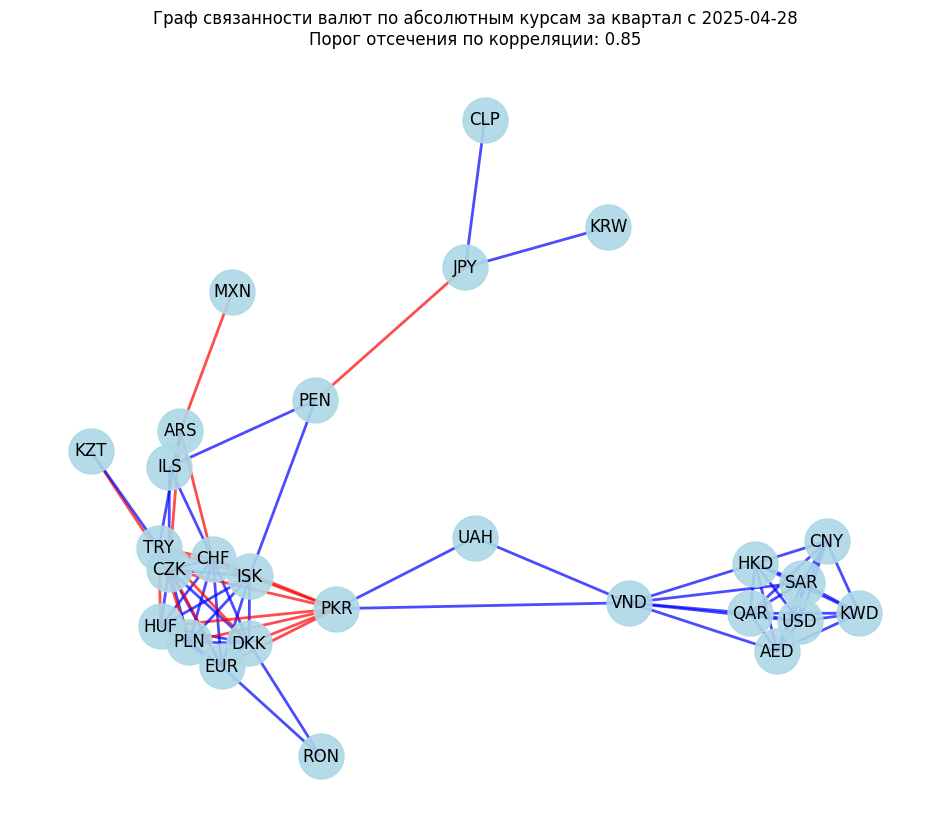 Граф связанности валют по абсолютным курсам за квартал с 2025-04-28
Порог отсечения по корреляции: 0.85
CLP
KRW
JPY
MXN
PEN
ARS
KZT
ILS
UAH
CNY
TRY
CHF
HKD
CZK
ISK
SAR
PKR
VND
QAR
USD
KWD
HUF
PLN
DKK
AED
EUR
RON